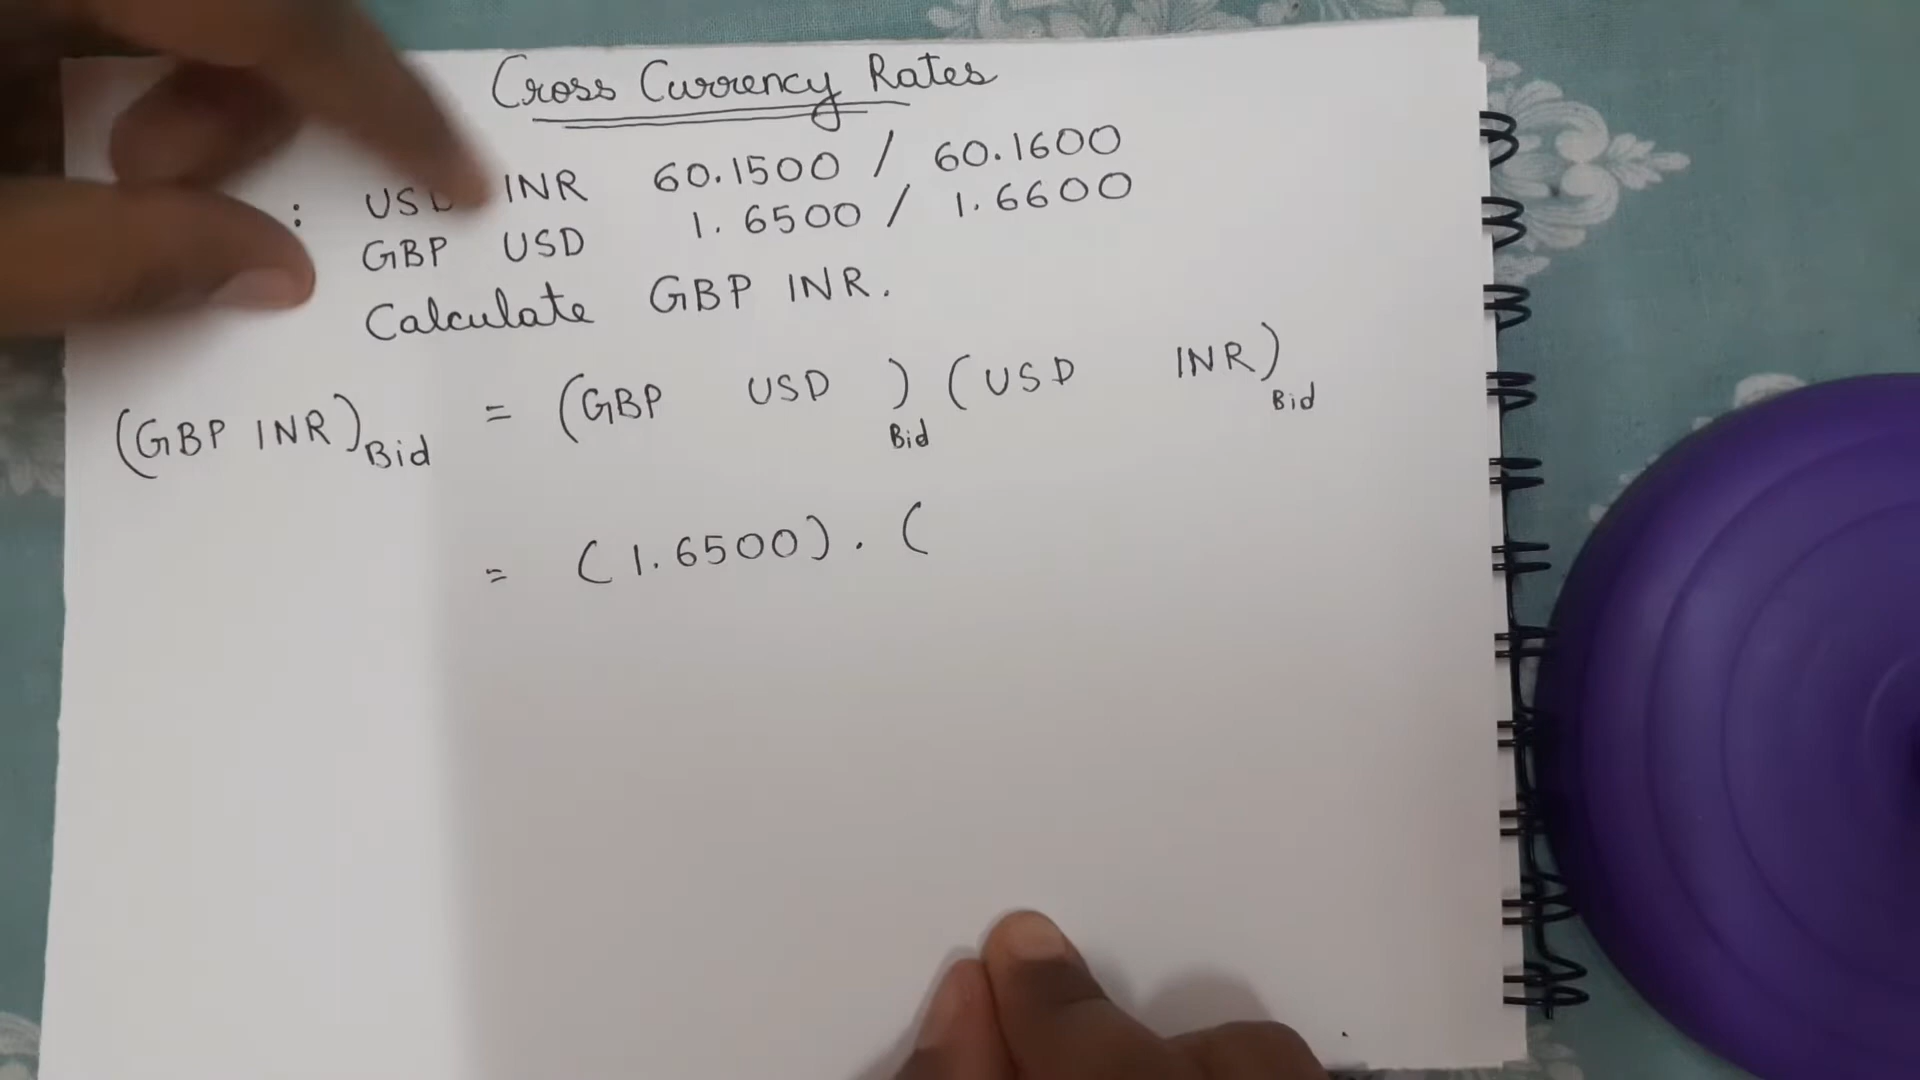 Cross Currency Rates
: USD INR 60.1500 / 60.1600
GBP USD 1.6500 / 1.6600
Calculate GBP INR.
(GBP INR)Bid = (GBP USD)Bid (USD INR)Bid
= (1.6500) . (